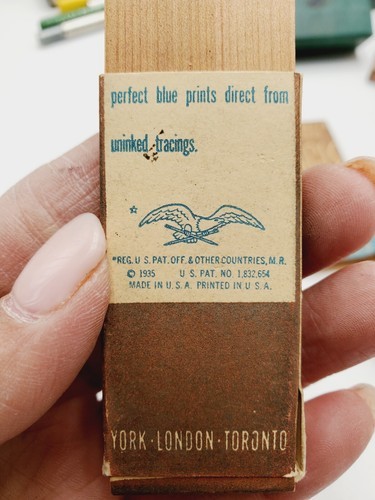 perfect blue prints direct from
uninked tracings.
*REG. U S. PAT. OFF. & OTHER COUNTRIES, M. R.
© 1935 U S. PAT. NO. 1,832,654
MADE IN U. S. A. PRINTED IN U. S. A.
YORK · LONDON · TORONTO